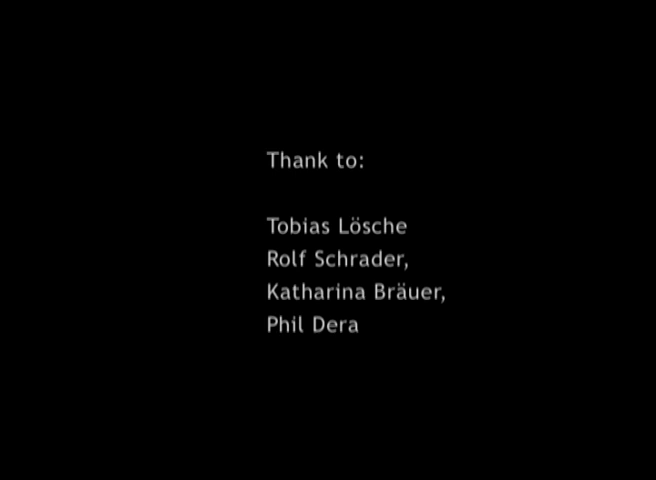 Thank to:
Tobias Lösche
Rolf Schrader,
Katharina Bräuer,
Phil Dera